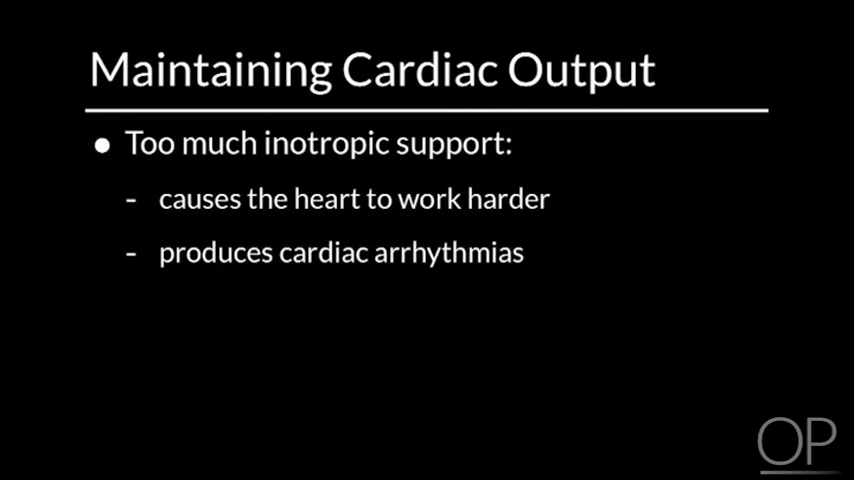 Maintaining Cardiac Output
● Too much inotropic support:
- causes the heart to work harder
- produces cardiac arrhythmias
OP